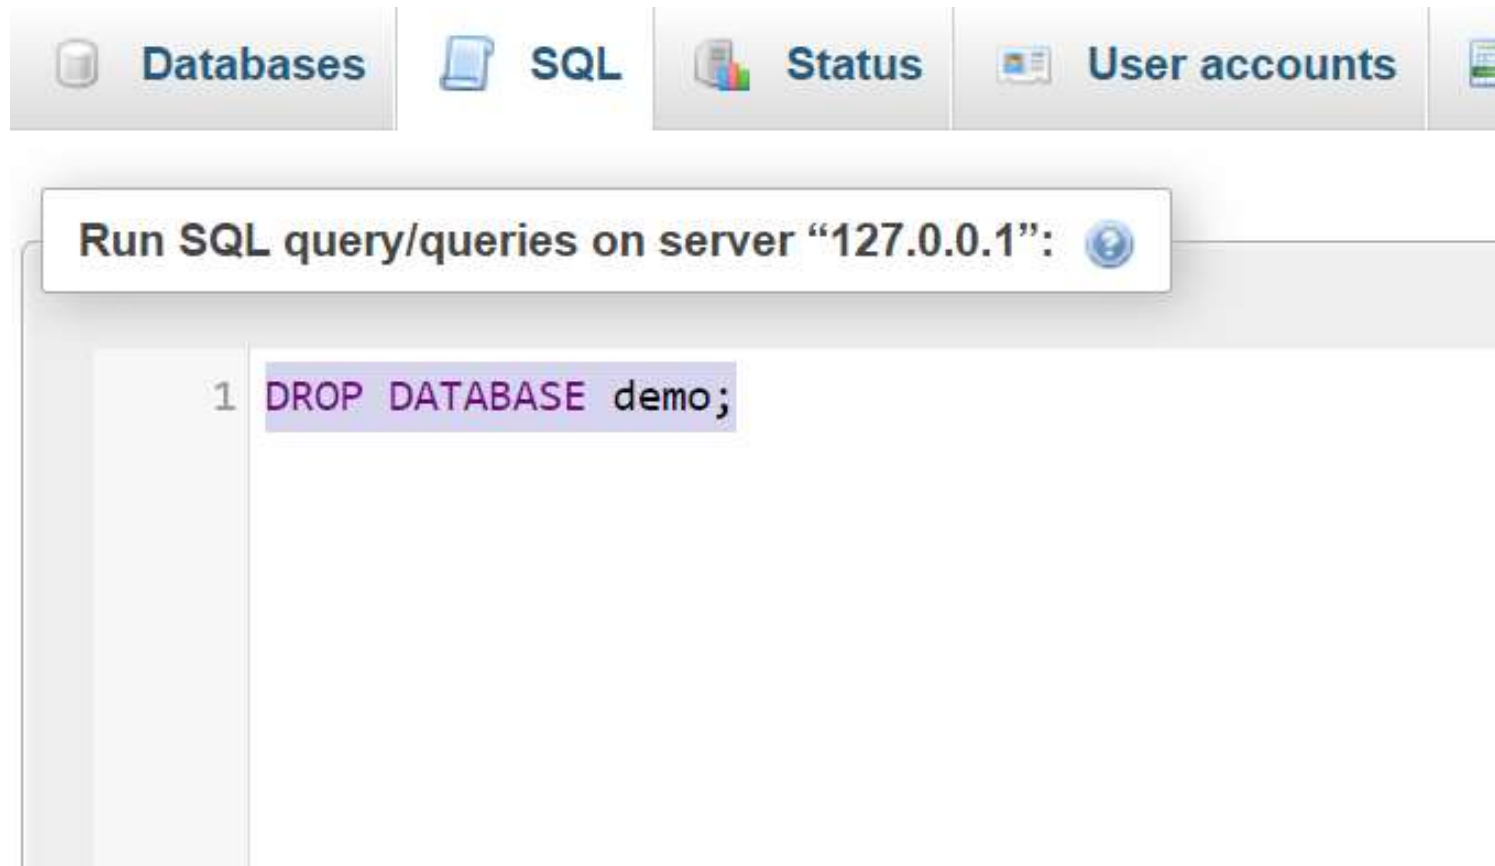 Databases SQL Status User accounts
Run SQL query/queries on server “127.0.0.1”:
1 DROP DATABASE demo;